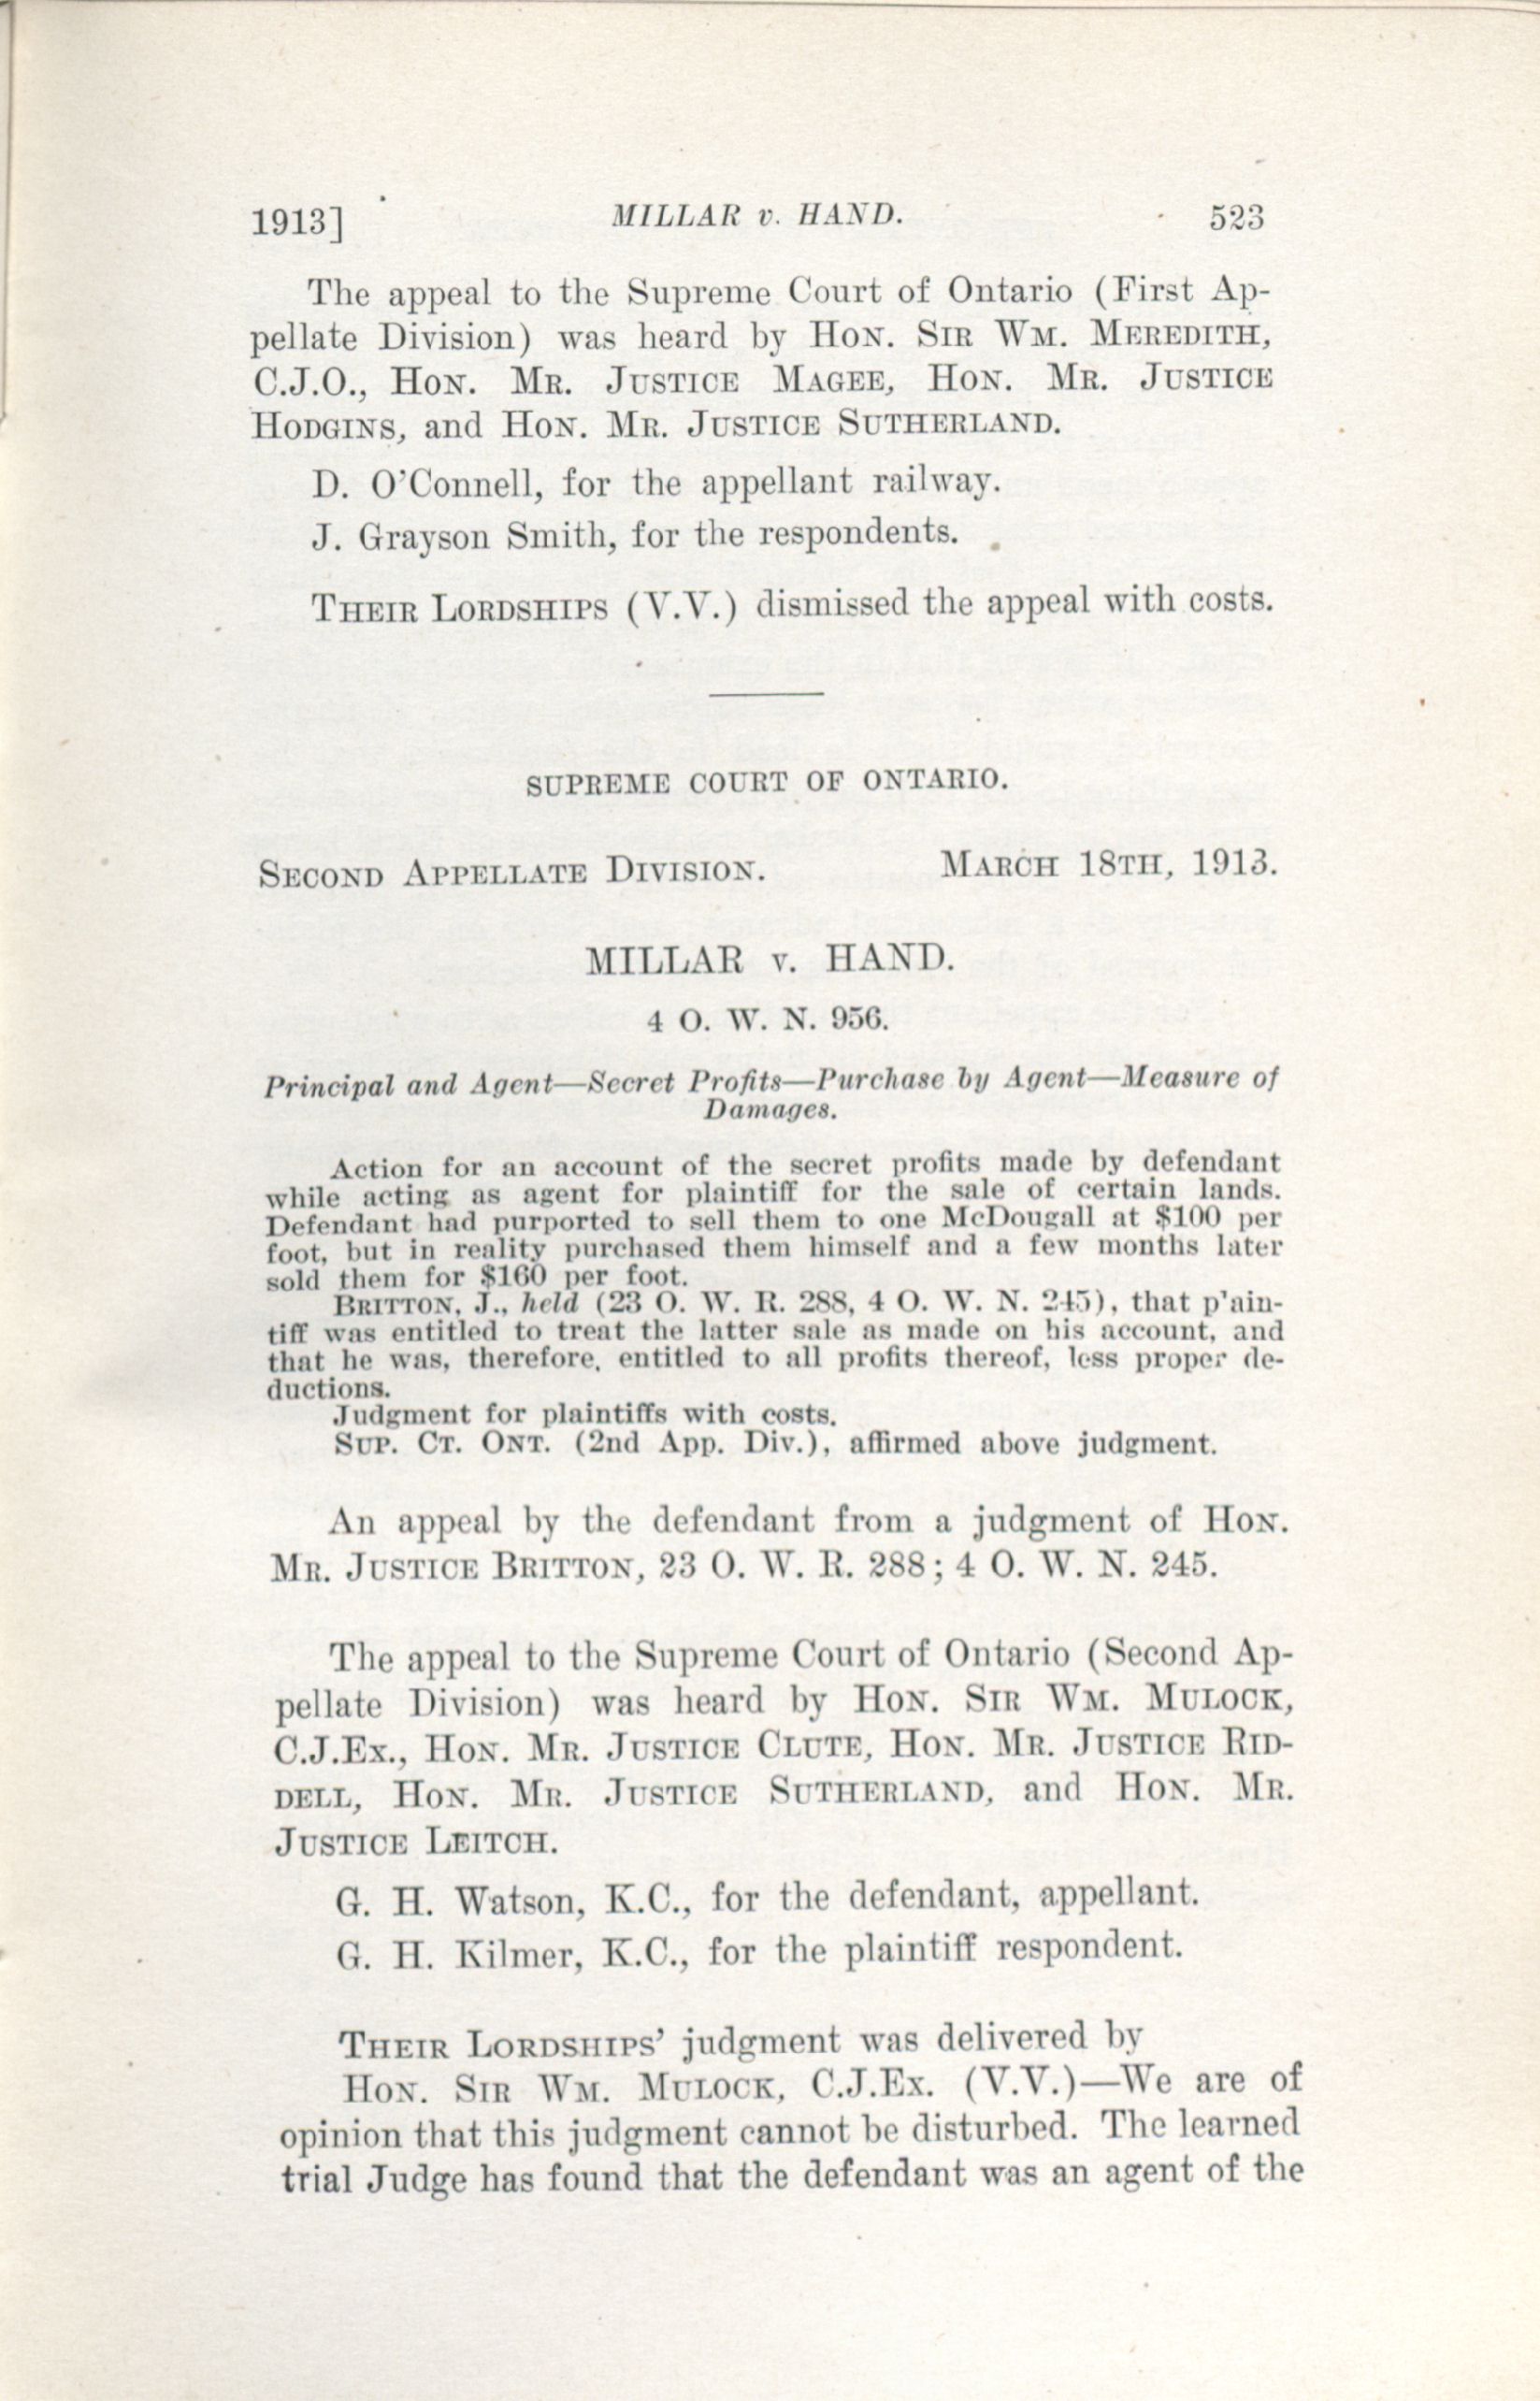 1913] MILLAR v. HAND. 523
The appeal to the Supreme Court of Ontario (First Ap-
pellate Division) was heard by Hon. Sir Wm. Meredith,
C.J.O., Hon. Mr. Justice Magee, Hon. Mr. Justice
Hodgins, and Hon. Mr. Justice Sutherland.
D. O'Connell, for the appellant railway.
J. Grayson Smith, for the respondents.
Their Lordships (V.V.) dismissed the appeal with costs.
SUPREME COURT OF ONTARIO.
Second Appellate Division. March 18th, 1913.
MILLAR v. HAND.
4 O. W. N. 956.
Principal and Agent—Secret Profits—Purchase by Agent—Measure of
Damages.
Action for an account of the secret profits made by defendant
while acting as agent for plaintiff for the sale of certain lands.
Defendant had purported to sell them to one McDougall at $100 per
foot, but in reality purchased them himself and a few months later
sold them for $160 per foot.
Britton, J., held (23 O. W. R. 288, 4 O. W. N. 245), that p'ain-
tiff was entitled to treat the latter sale as made on his account, and
that he was, therefore, entitled to all profits thereof, less proper de-
ductions.
Judgment for plaintiffs with costs.
Sup. Ct. Ont. (2nd App. Div.), affirmed above judgment.
An appeal by the defendant from a judgment of Hon.
Mr. Justice Britton, 23 O. W. R. 288; 4 O. W. N. 245.
The appeal to the Supreme Court of Ontario (Second Ap-
pellate Division) was heard by Hon. Sir Wm. Mulock,
C.J.Ex., Hon. Mr. Justice Clute, Hon. Mr. Justice Rid-
dell, Hon. Mr. Justice Sutherland, and Hon. Mr.
Justice Leitch.
G. H. Watson, K.C., for the defendant, appellant.
G. H. Kilmer, K.C., for the plaintiff respondent.
Their Lordships' judgment was delivered by
Hon. Sir Wm. Mulock, C.J.Ex. (V.V.)—We are of
opinion that this judgment cannot be disturbed. The learned
trial Judge has found that the defendant was an agent of the